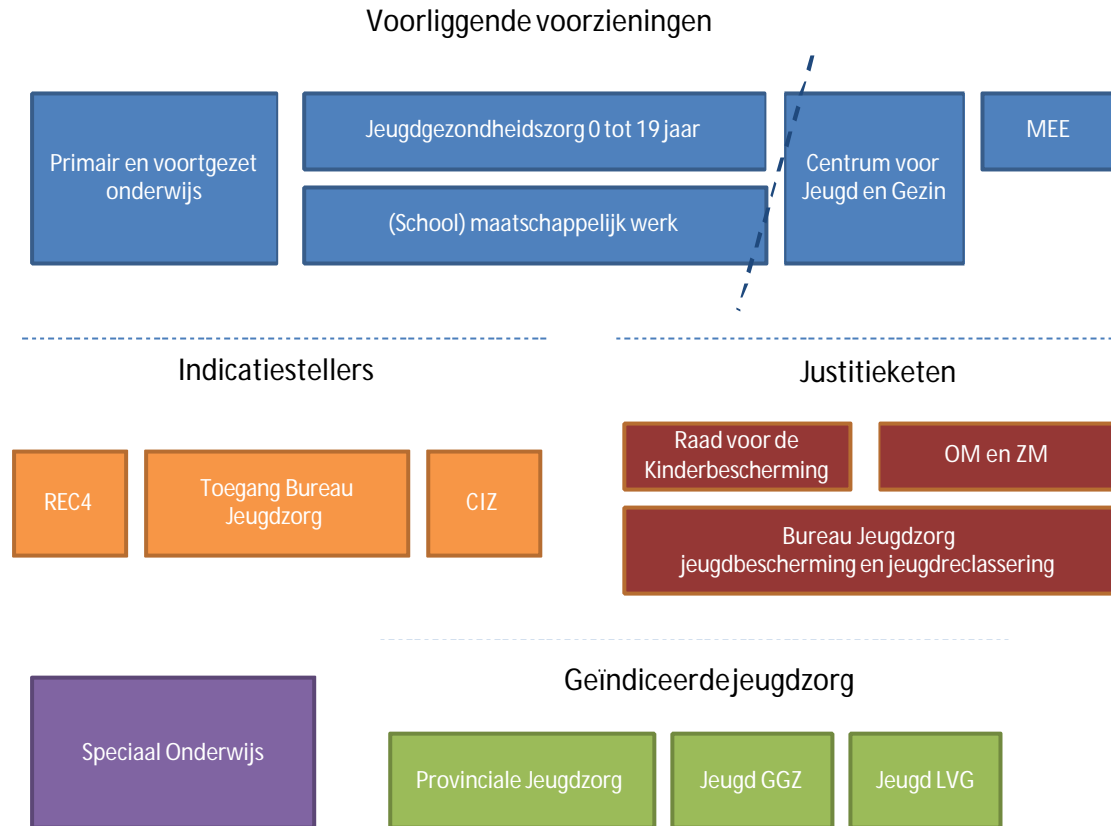 Voorliggende voorzieningen
Primair en voortgezet
onderwijs
Jeugdgezondheidszorg 0 tot 19 jaar
(School) maatschappelijk werk
Centrum voor
Jeugd en Gezin
MEE
Indicatiestellers
REC4
Toegang Bureau
Jeugdzorg
CIZ
Justitieketen
Raad voor de
Kinderbescherming
OM en ZM
Bureau Jeugdzorg
jeugdbescherming en jeugdreclassering
Speciaal Onderwijs
Geïndiceerde jeugdzorg
Provinciale Jeugdzorg
Jeugd GGZ
Jeugd LVG